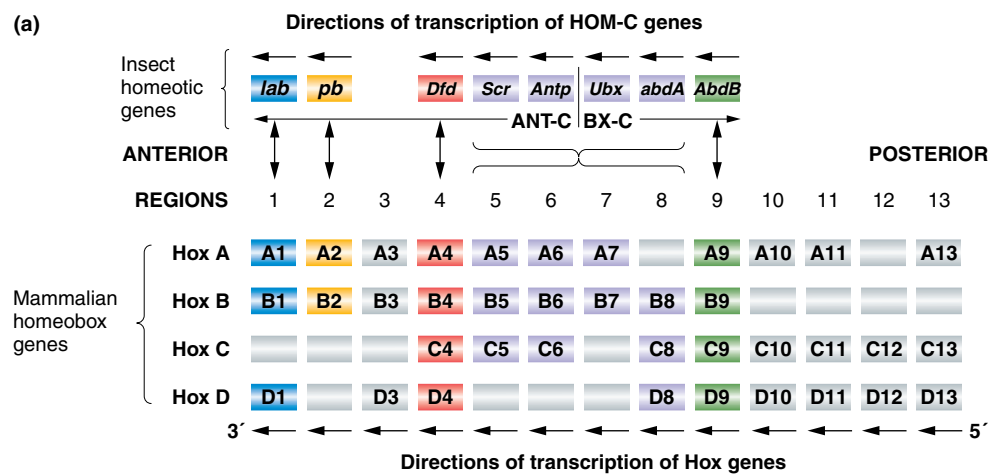 (a)
Directions of transcription of HOM-C genes
Insect
homeotic
genes
lab pb Dfd Scr Antp Ubx abdA AbdB
ANT-C BX-C
ANTERIOR POSTERIOR
REGIONS 1 2 3 4 5 6 7 8 9 10 11 12 13
Mammalian
homeobox
genes
Hox A A1 A2 A3 A4 A5 A6 A7 A9 A10 A11 A13
Hox B B1 B2 B3 B4 B5 B6 B7 B8 B9
Hox C C4 C5 C6 C8 C9 C10 C11 C12 C13
Hox D D1 D3 D4 D8 D9 D10 D11 D12 D13
3´ 5´
Directions of transcription of Hox genes